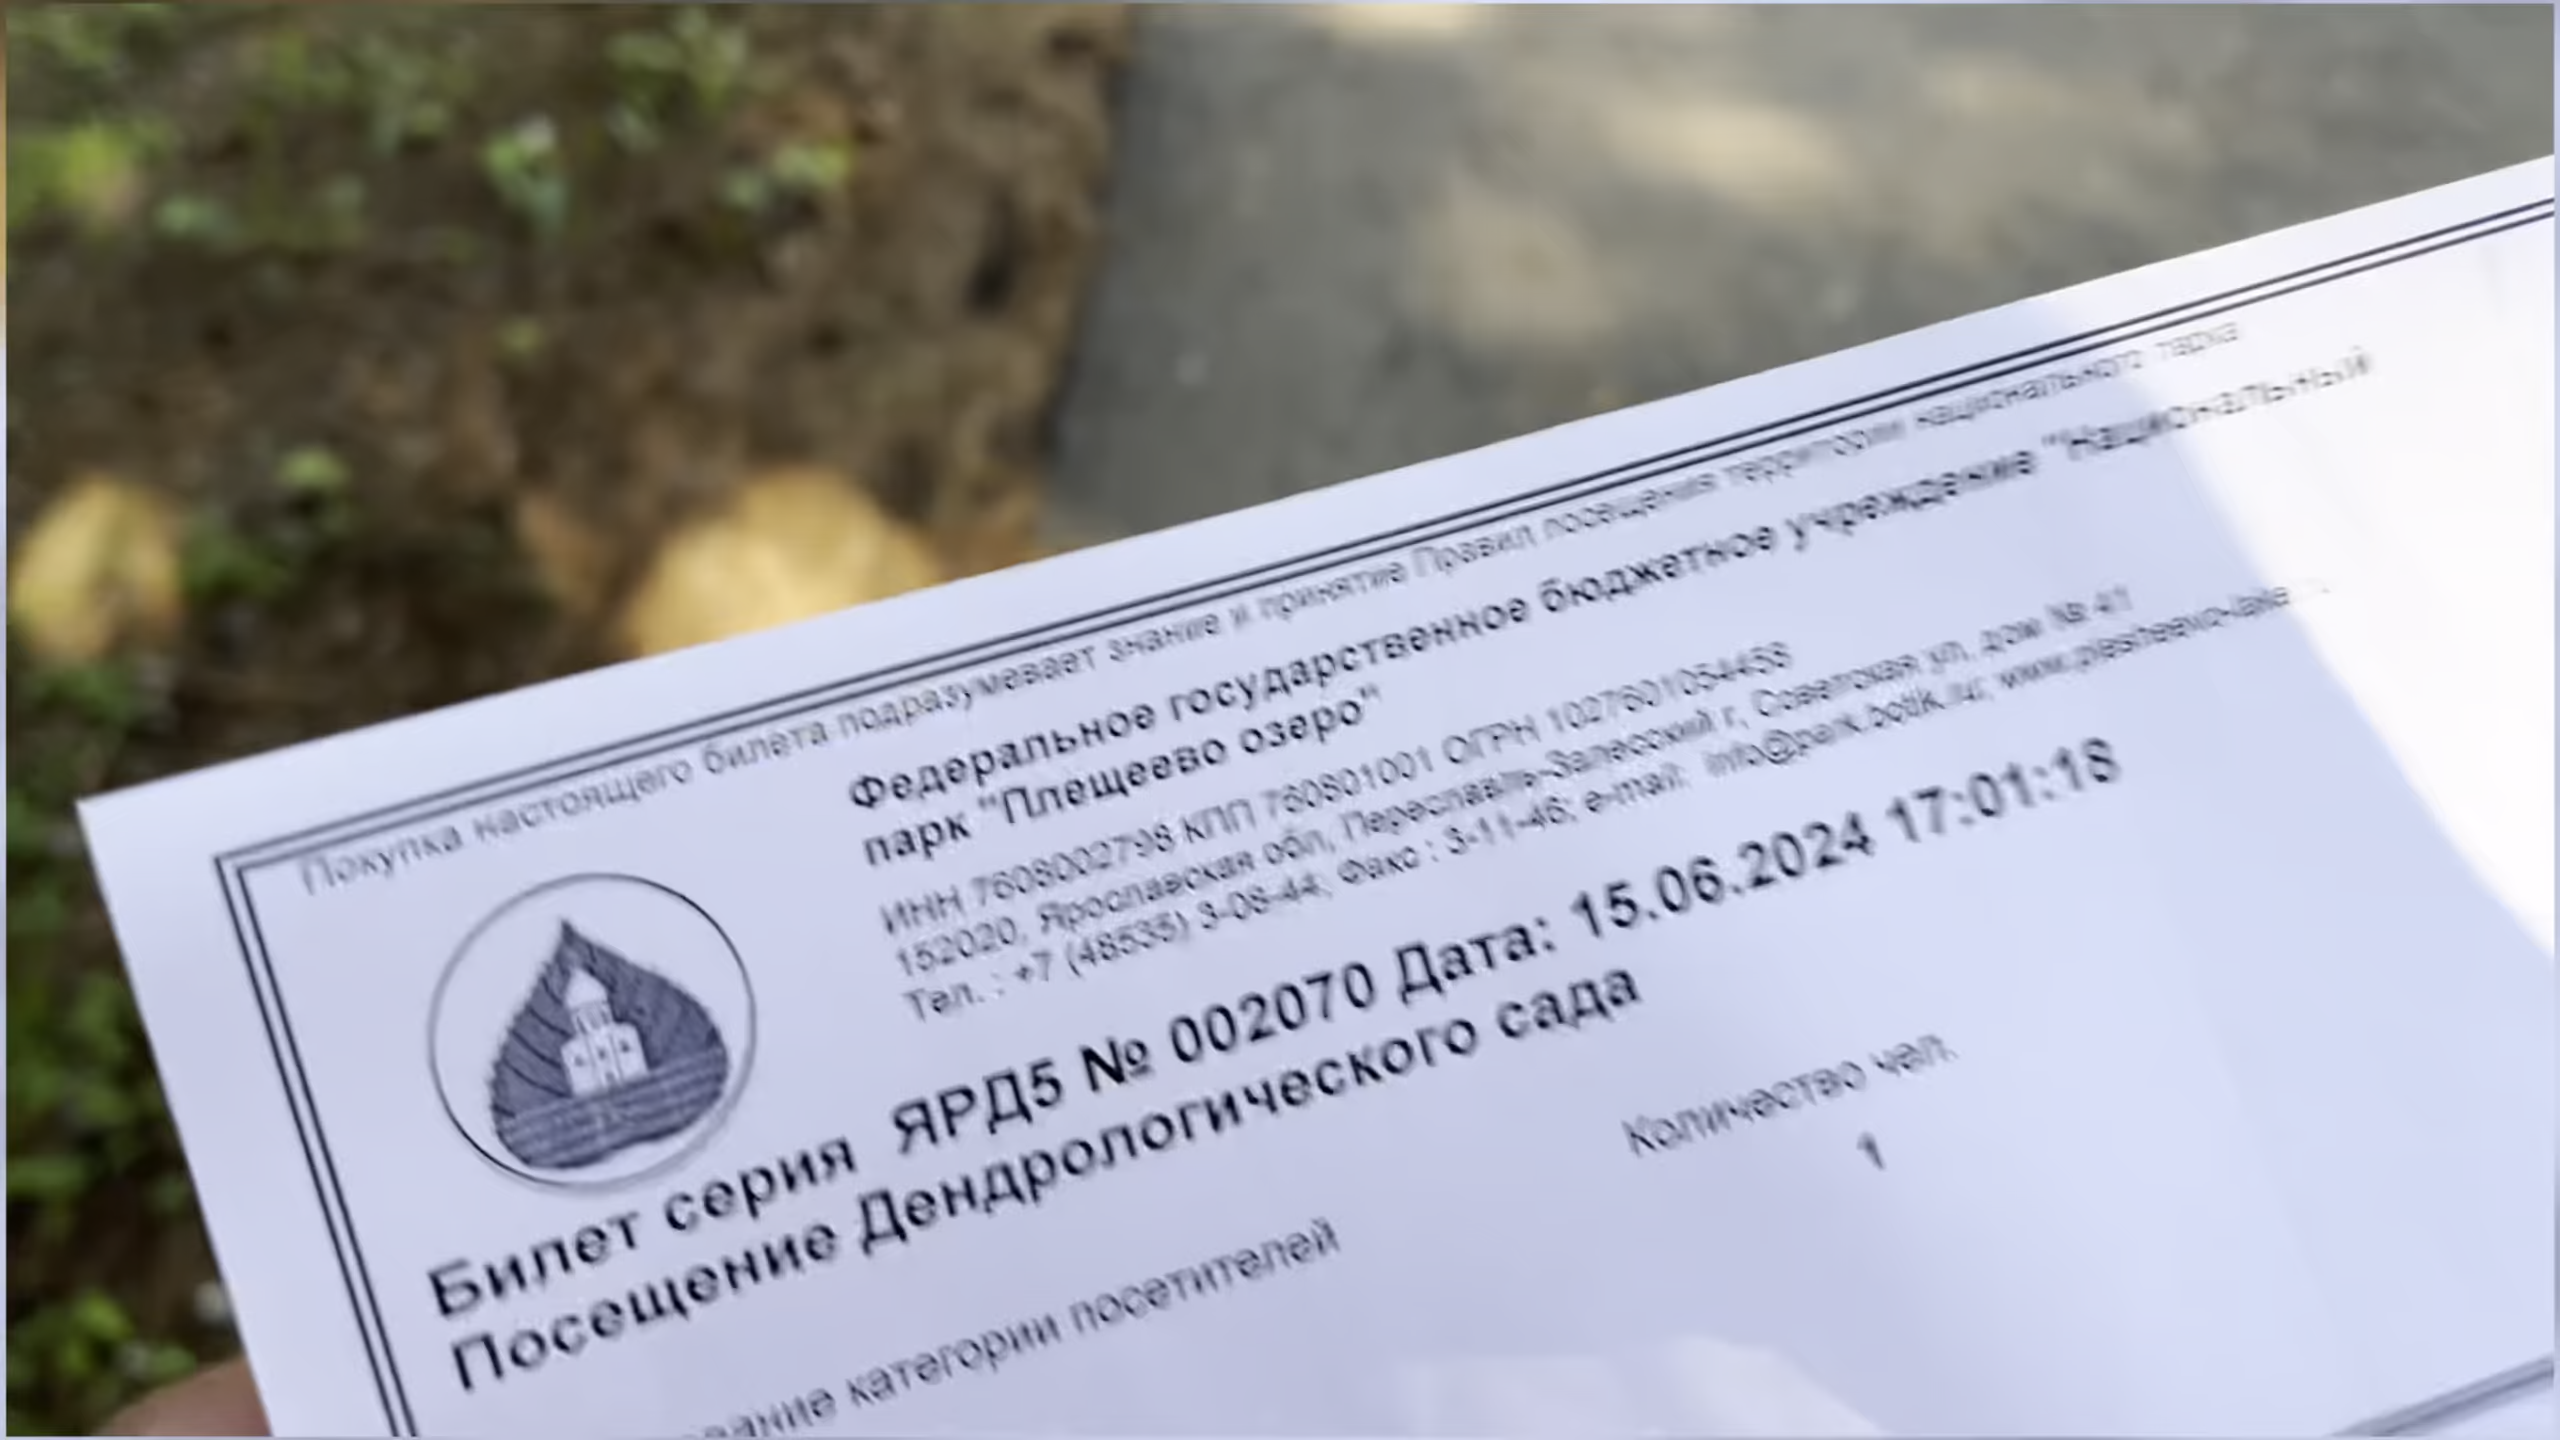 Покупка настоящего билета подразумевает знание и принятие Правил посещения территории национального парка
Федеральное государственное бюджетное учреждение "Национальный
парк "Плещеево озеро"
ИНН 7608002798 КПП 760801001 ОГРН 1027601054458
152020, Ярославская обл, Переславль-Залесский г, Советская ул, дом № 41
Тел. : +7 (48535) 3-08-44; Факс : 3-11-46; e-mail: info@park.botik.ru; www.plesheevo-lake
Билет серия ЯРД5 № 002070 Дата: 15.06.2024 17:01:18
Посещение Дендрологического сада
Количество чел.
1
категории посетителей